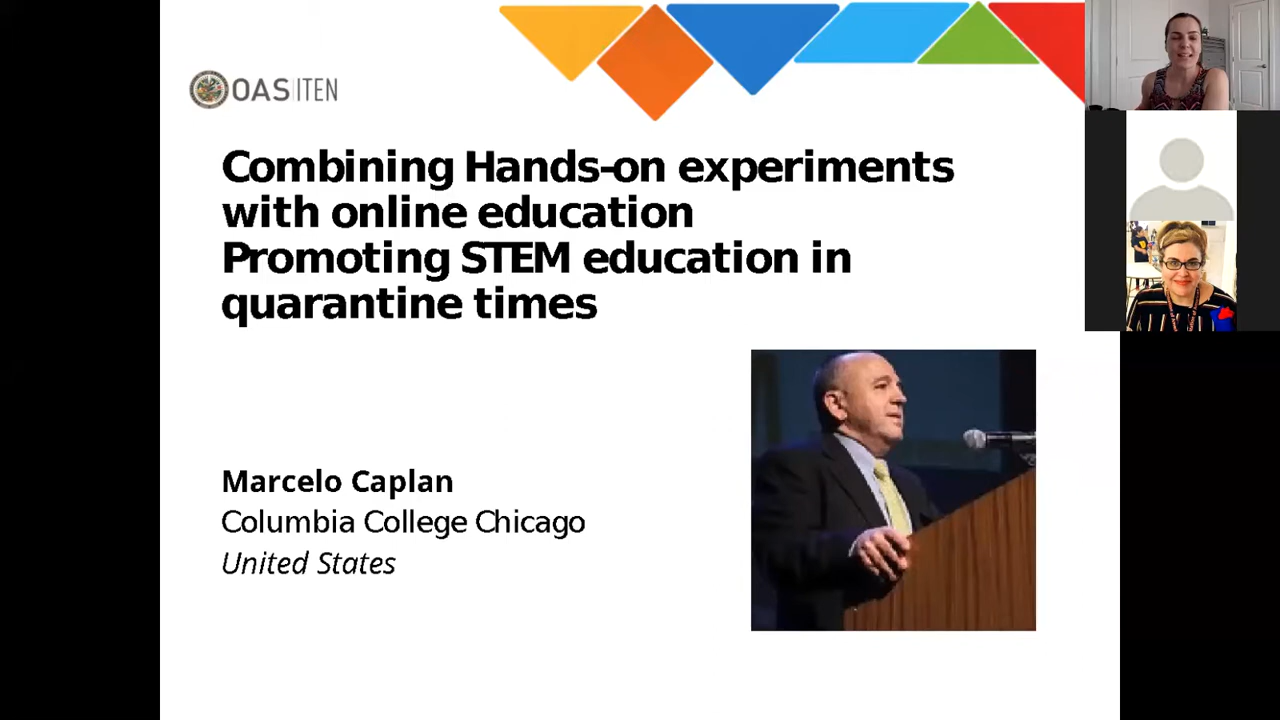 OAS|ITEN
Combining Hands-on experiments
with online education
Promoting STEM education in
quarantine times
Marcelo Caplan
Columbia College Chicago
United States